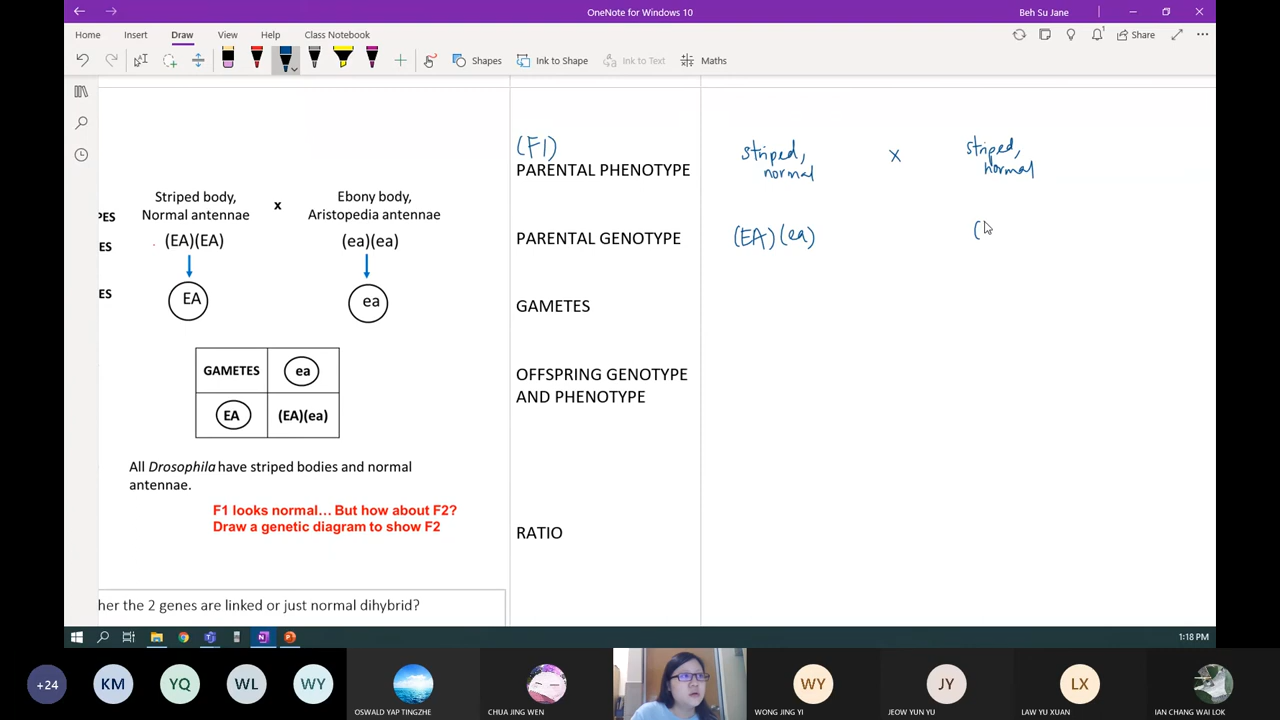 OneNote for Windows 10
Beh Su Jane
Home Insert Draw View Help Class Notebook
Share
Shapes
Ink to Shape
Ink to Text
Maths
PES
ES
ES
Striped body,
Normal antennae
x
Ebony body,
Aristopedia antennae
(EA)(EA)
(ea)(ea)
EA
ea
GAMETES
ea
EA
(EA)(ea)
All Drosophila have striped bodies and normal
antennae.
F1 looks normal... But how about F2?
Draw a genetic diagram to show F2
her the 2 genes are linked or just normal dihybrid?
(F1)
PARENTAL PHENOTYPE
striped,
normal
x
striped,
normal
PARENTAL GENOTYPE
(EA)(ea)
(
GAMETES
OFFSPRING GENOTYPE
AND PHENOTYPE
RATIO
1:18 PM
+24
KM
YQ
WL
WY
OSWALD YAP TINGZHE
CHUA JING WEN
WY
WONG JING YI
JY
JEOW YUN YU
LX
LAW YU XUAN
IAN CHANG WAI LOK